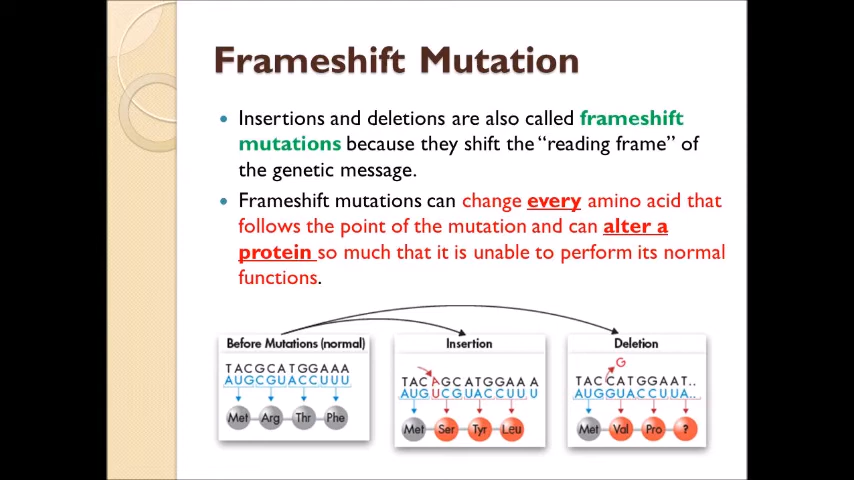 Frameshift Mutation
Insertions and deletions are also called frameshift
mutations because they shift the “reading frame” of
the genetic message.
Frameshift mutations can change every amino acid that
follows the point of the mutation and can alter a
protein so much that it is unable to perform its normal
functions.
Before Mutations (normal)
TACGCATGGAAA
AUGCGUACCUUU
Met Arg Thr Phe
Insertion
TACAGCATGGAAA
AUGUCGUACCUUU
Met Ser Tyr Leu
Deletion
G
TACCATGGAAT..
AUGGUACCUUA..
Met Val Pro ?